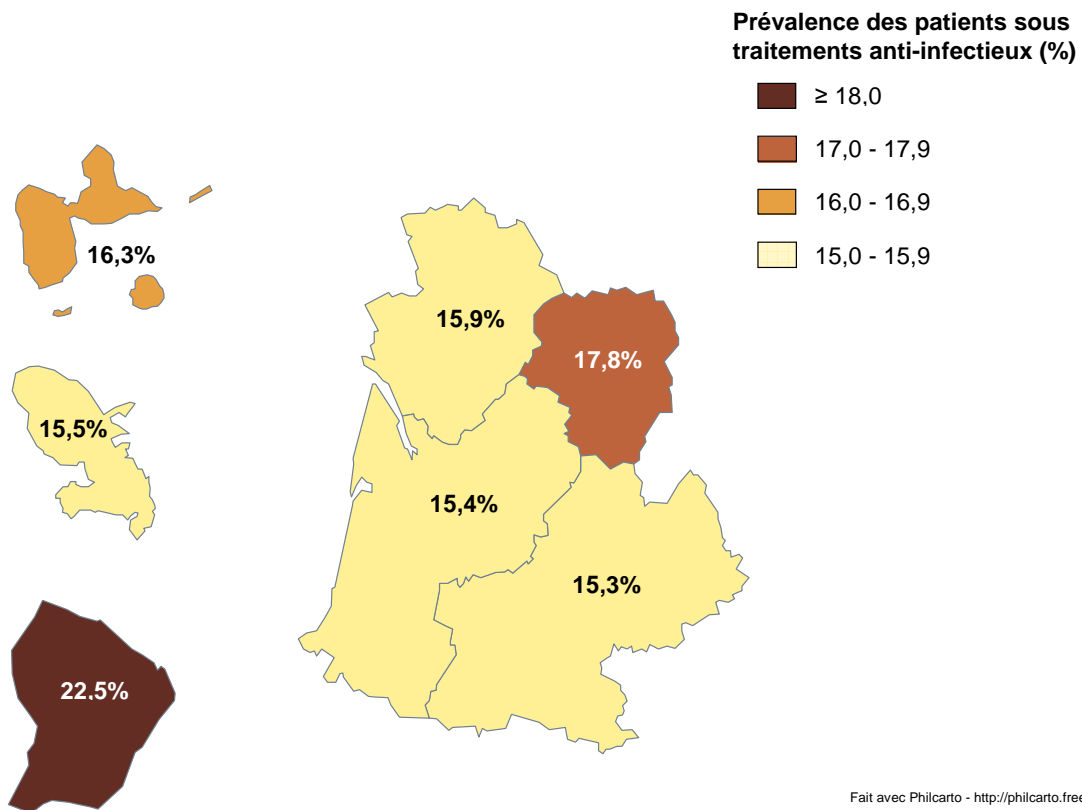 Prévalence des patients sous
traitements anti-infectieux (%)
≥ 18,0
17,0 - 17,9
16,0 - 16,9
15,0 - 15,9
16,3%
15,9%
17,8%
15,5%
15,4%
15,3%
22,5%
Fait avec Philcarto - http://philcarto.free